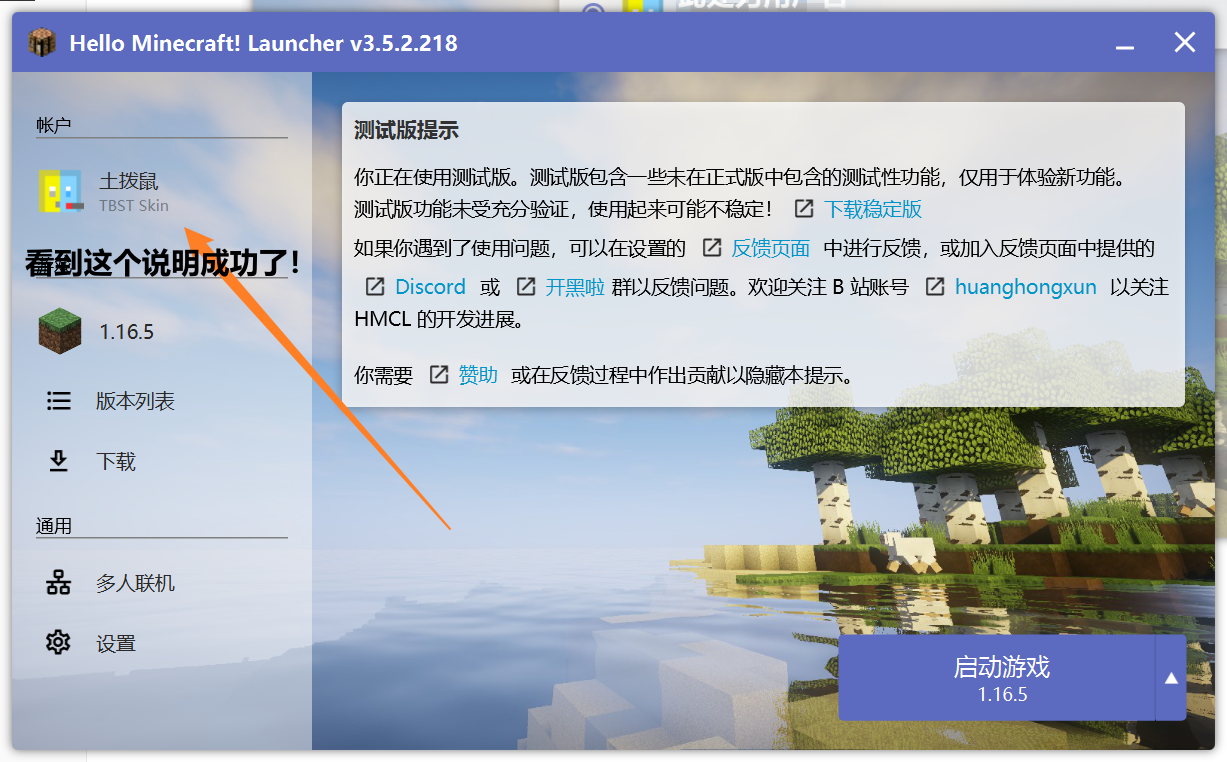 Hello Minecraft! Launcher v3.5.2.218
帐户
土拨鼠
TBST Skin
看到这个说明成功了!
1.16.5
版本列表
下载
通用
多人联机
设置
测试版提示
你正在使用测试版。测试版包含一些未在正式版中包含的测试性功能，仅用于体验新功能。
测试版功能未受充分验证，使用起来可能不稳定！ 下载稳定版
如果你遇到了使用问题，可以在设置的 反馈页面 中进行反馈，或加入反馈页面中提供的
Discord 或 开黑啦 群以反馈问题。欢迎关注 B 站账号 huanghongxun 以关注
HMCL 的开发进展。
你需要 赞助 或在反馈过程中作出贡献以隐藏本提示。
启动游戏
1.16.5